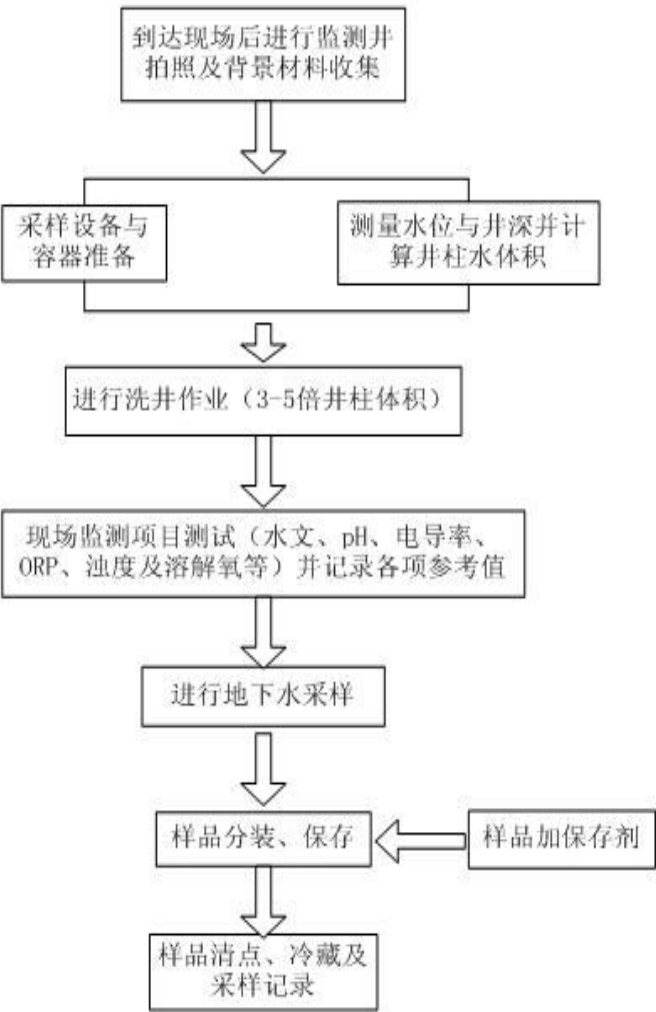 到达现场后进行监测井
拍照及背景材料收集
采样设备与
容器准备
测量水位与井深并计
算井柱水体积
进行洗井作业（3-5倍井柱体积）
现场监测项目测试（水文、pH、电导率、
ORP、浊度及溶解氧等）并记录各项参考值
进行地下水采样
样品分装、保存
样品加保存剂
样品清点、冷藏及
采样记录